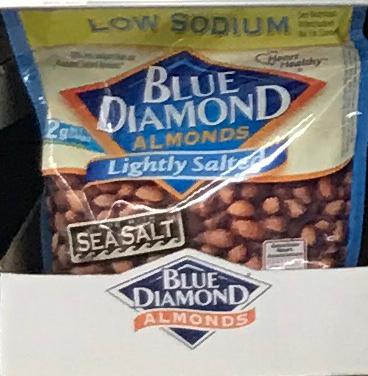 LOW SODIUM
Heart
Healthy
BLUE
DIAMOND
ALMONDS
2g
Lightly Salted
SEA SALT
BLUE
DIAMOND
ALMONDS